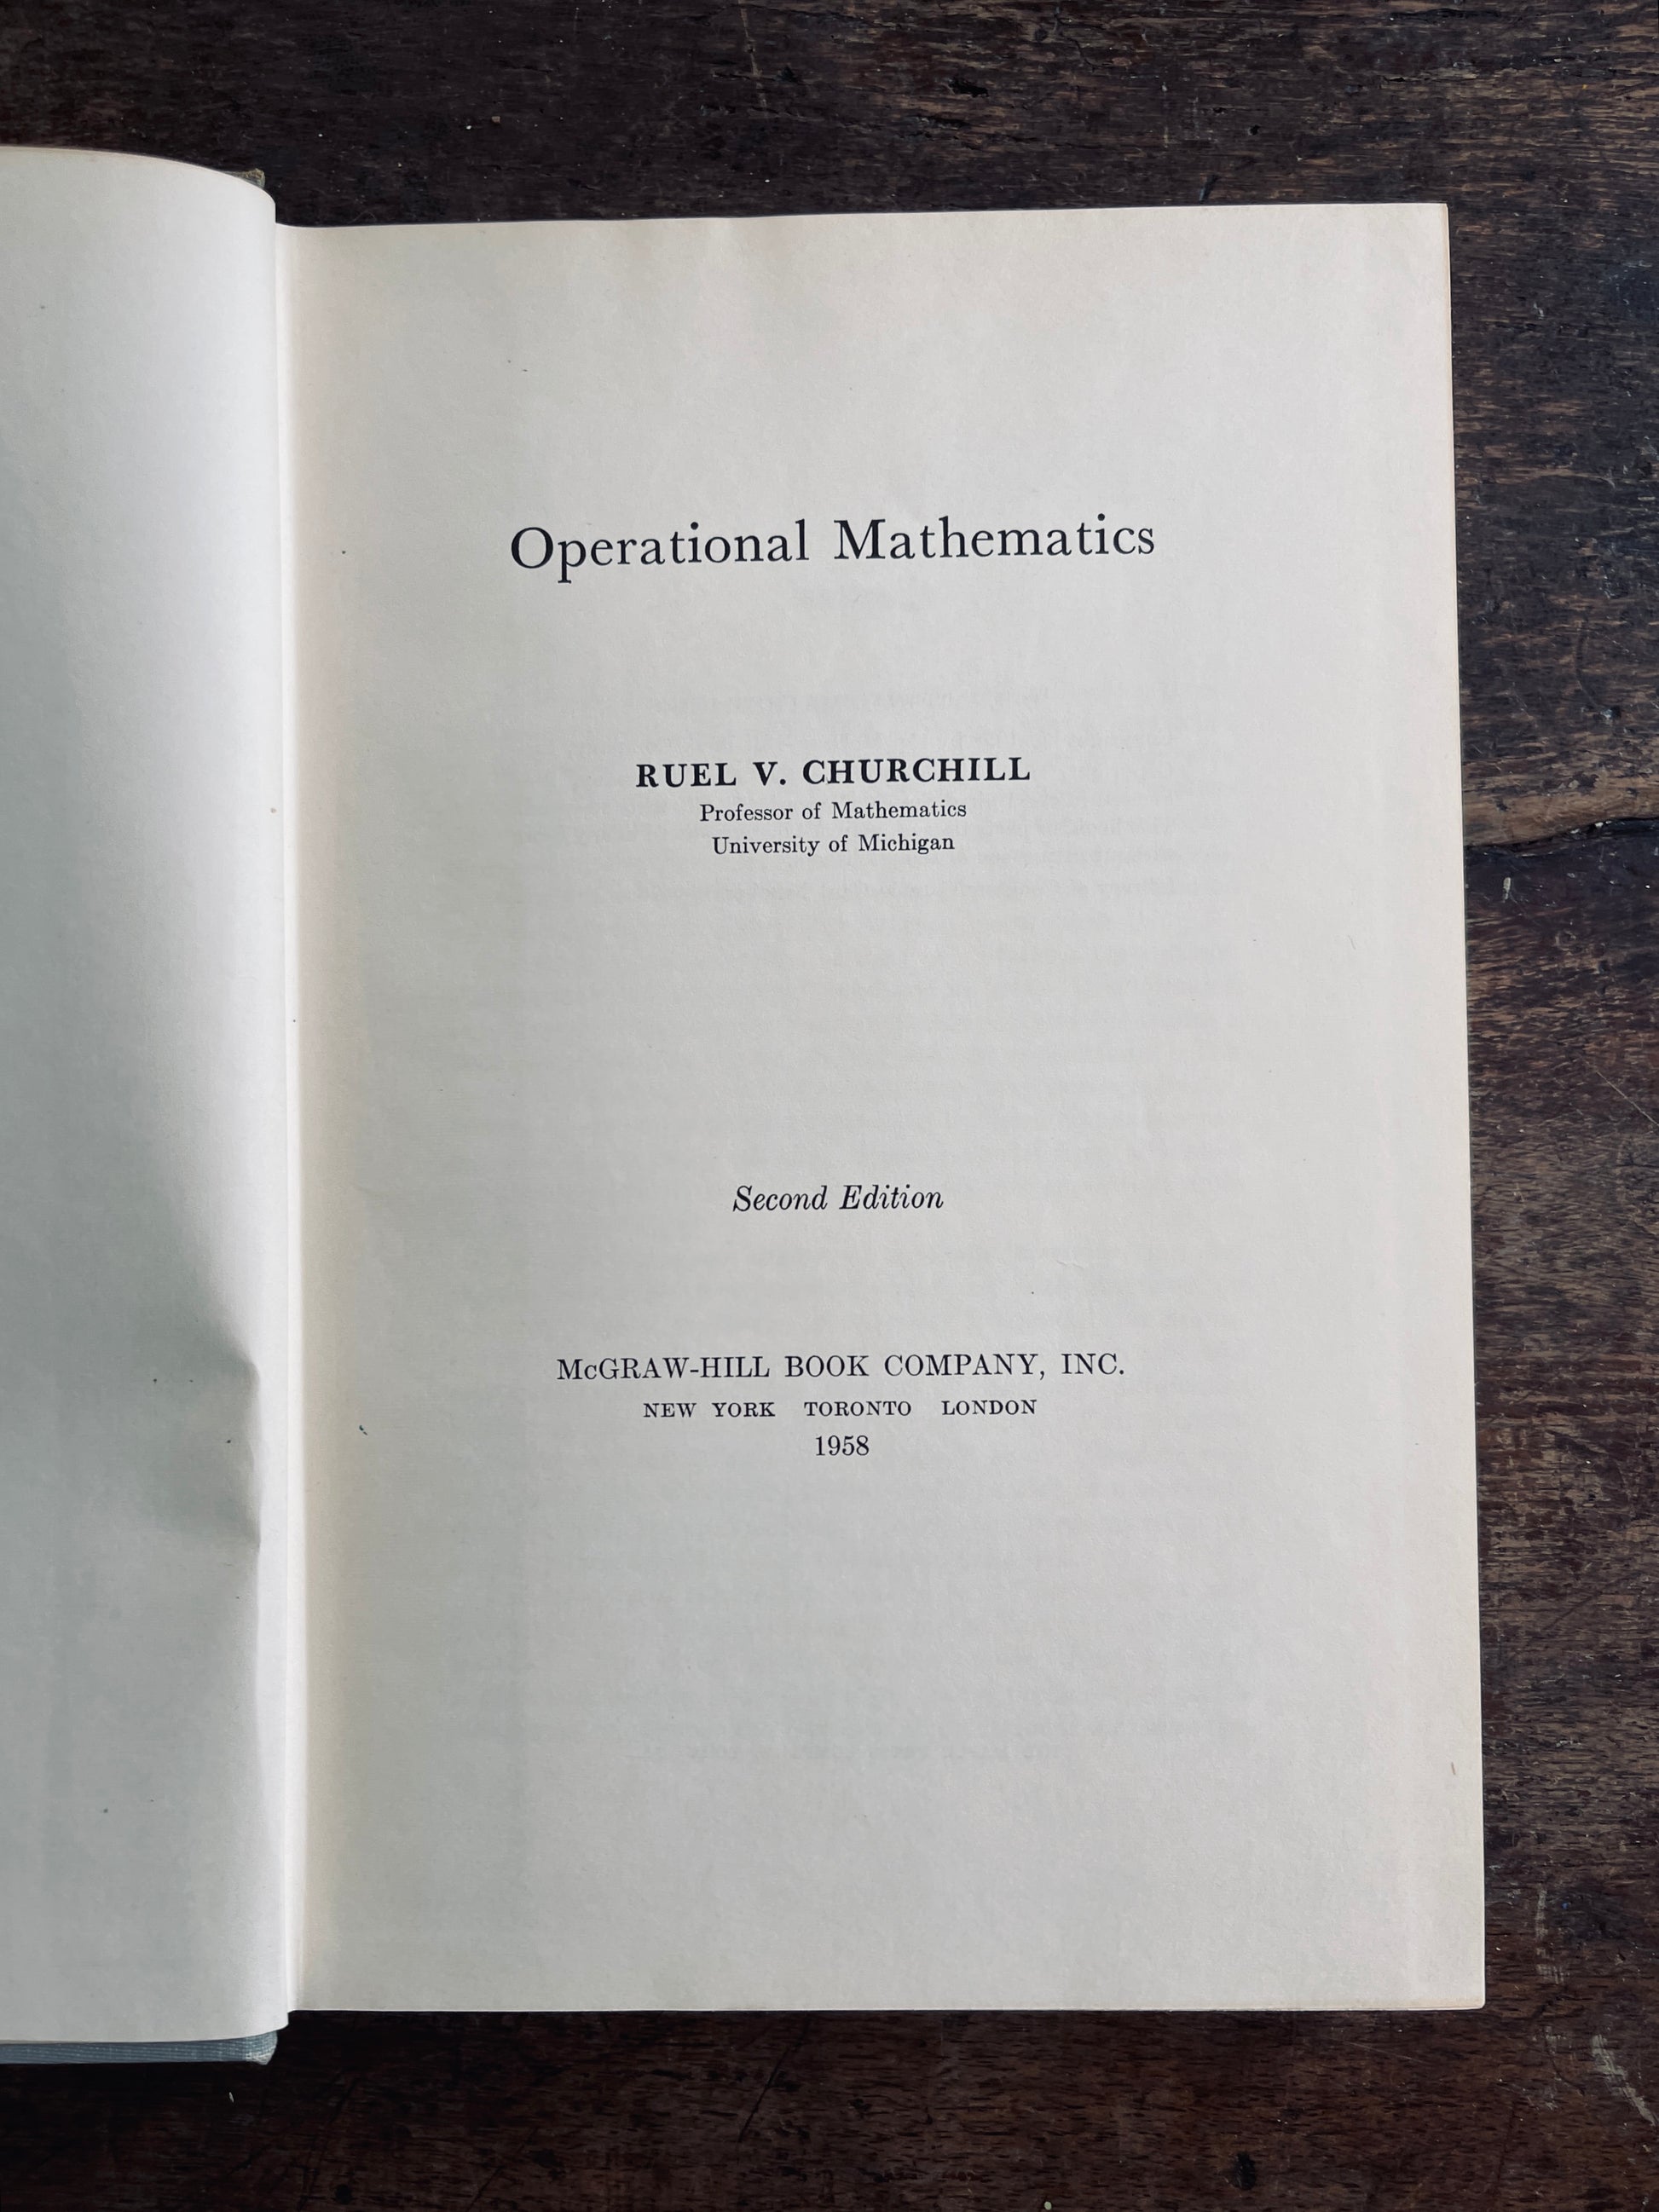 Operational Mathematics
RUEL V. CHURCHILL
Professor of Mathematics
University of Michigan
Second Edition
McGRAW-HILL BOOK COMPANY, INC.
NEW YORK TORONTO LONDON
1958